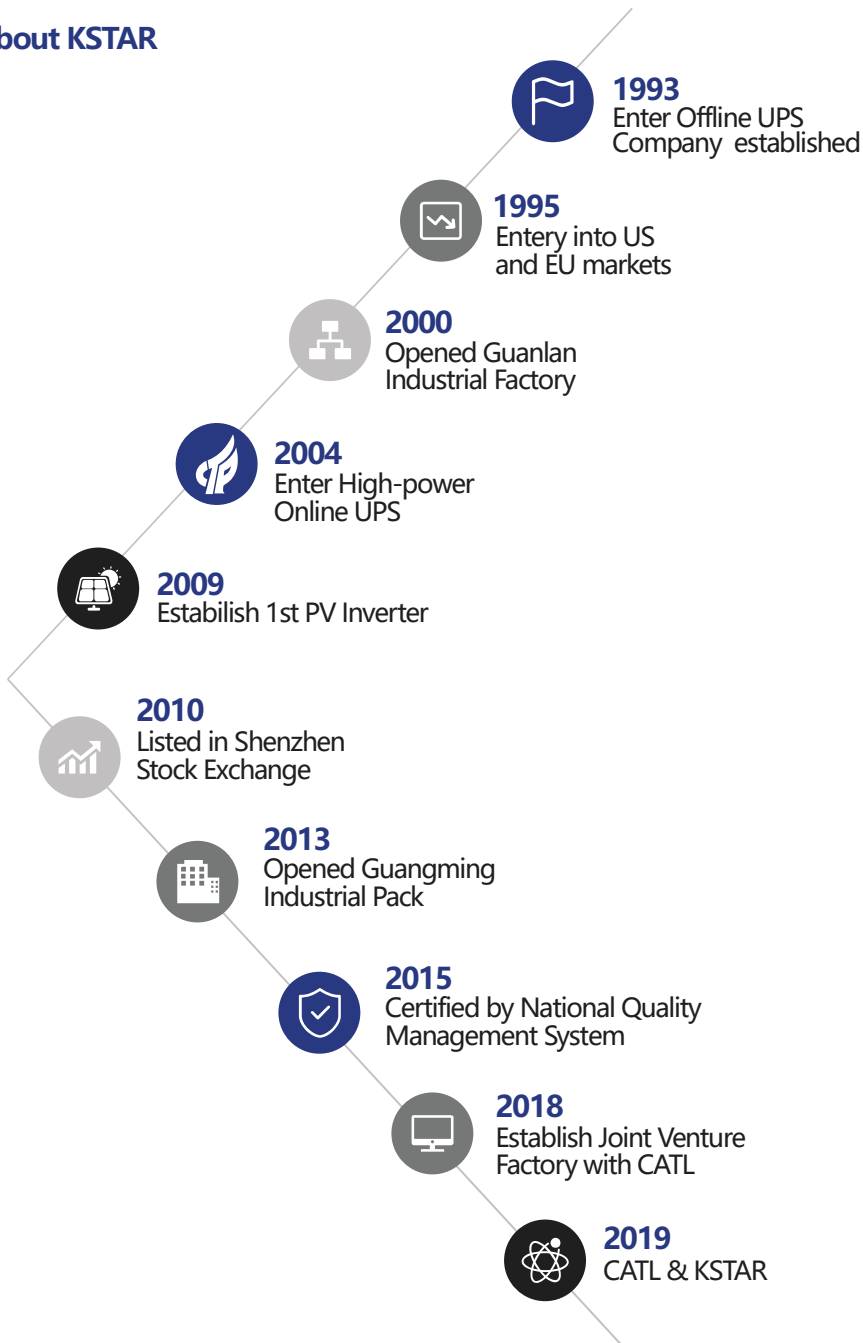 bout KSTAR
1993
Enter Offline UPS
Company established
1995
Entery into US
and EU markets
2000
Opened Guanlan
Industrial Factory
2004
Enter High-power
Online UPS
2009
Estabilish 1st PV Inverter
2010
Listed in Shenzhen
Stock Exchange
2013
Opened Guangming
Industrial Pack
2015
Certified by National Quality
Management System
2018
Establish Joint Venture
Factory with CATL
2019
CATL & KSTAR